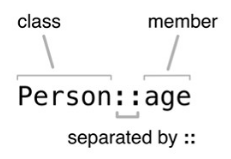 class member
Person::age
separated by ::